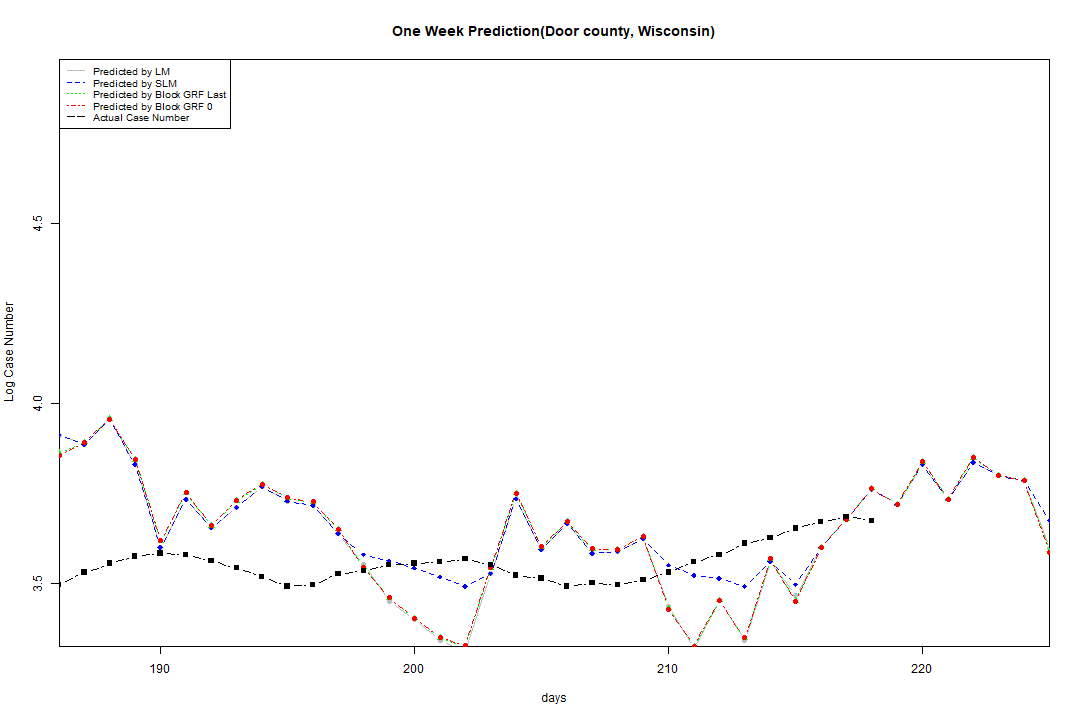 One Week Prediction(Door county, Wisconsin)
Predicted by LM
Predicted by SLM
Predicted by Block GRF Last
Predicted by Block GRF 0
Actual Case Number
4.5
4.0
3.5
Log Case Number
190 200 210 220
days